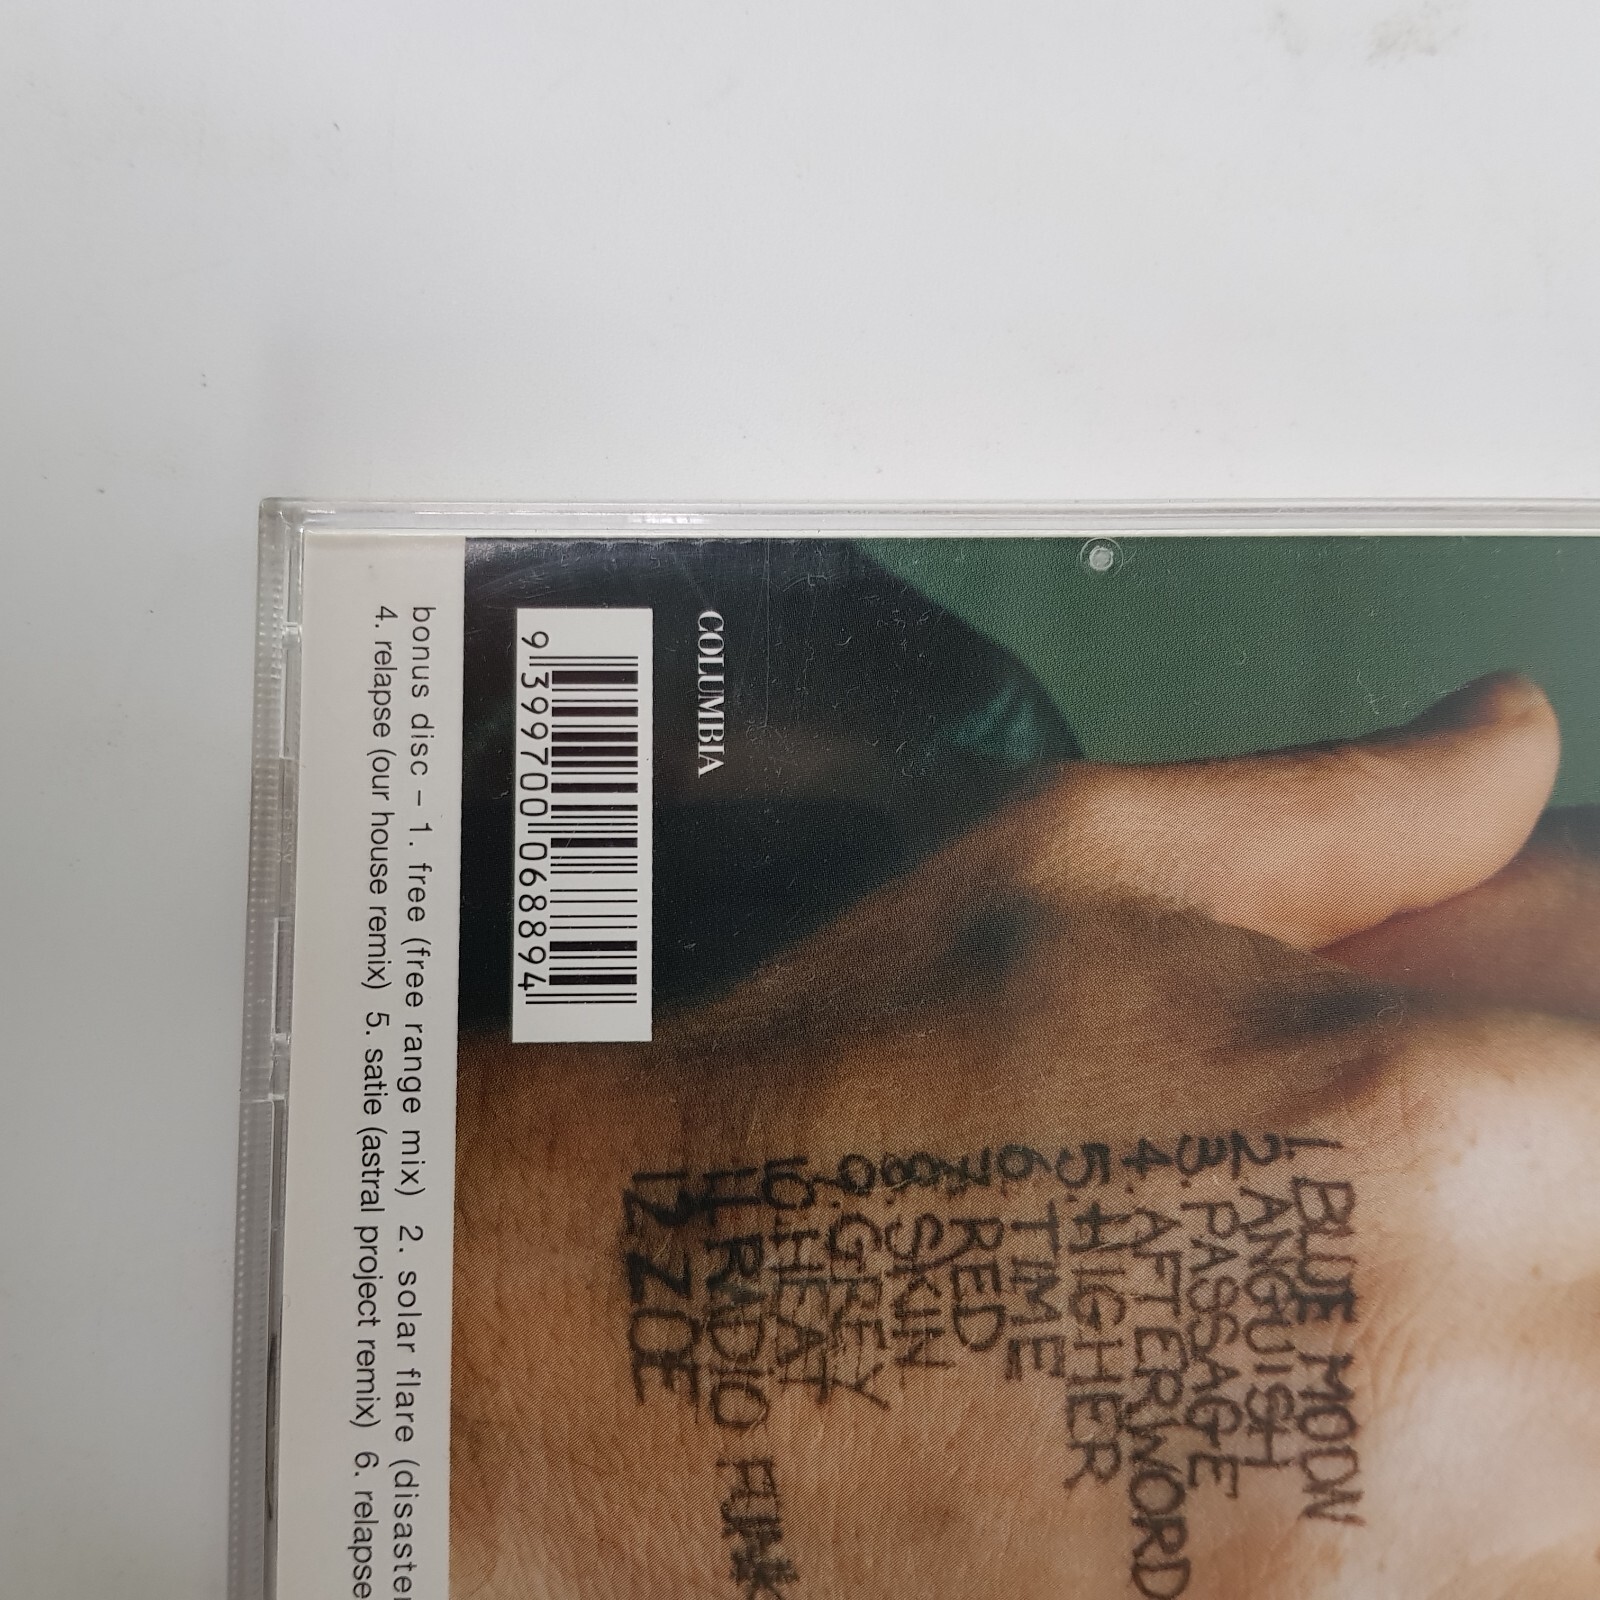 1. BLUE MOON
2. ANGUISH
3. PASSAGE
4. AFTERWORD
5. HIGHER
6 TIME
7. RED
8. SKIN
9. GREY
10. HEAT
11. RADIO FUNK
12 ZOE
COLUMBIA
9 399700 068894
bonus disc – 1. free (free range mix) 2. solar flare (disaster
4. relapse (our house remix) 5. satie (astral project remix) 6. relapse